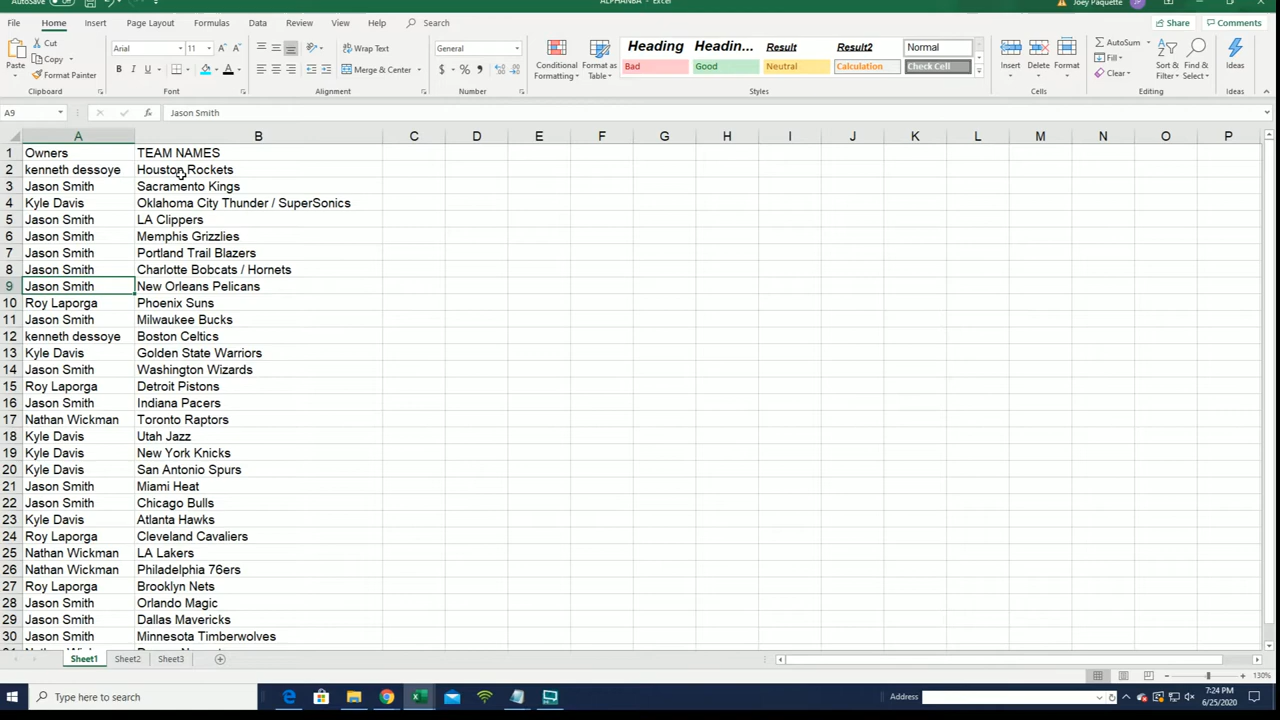 AutoSave Off ALPHANBA - Excel Joey Paquette JP
File Home Insert Page Layout Formulas Data Review View Help Search Share Comments
Paste Cut Copy Format Painter Clipboard
Arial 11 A A B I U A Font
Wrap Text Merge & Center Alignment
General $ % , Number
Conditional Formatting Format as Table
Heading Headin... Result Result2 Normal
Bad Good Neutral Calculation Check Cell
Styles
Insert Delete Format Cells
AutoSum Fill Clear Sort & Filter Find & Select Editing
Ideas Ideas
A9 fx Jason Smith
A B C D E F G H I J K L M N O P
1 Owners TEAM NAMES
2 kenneth dessoye Houston Rockets
3 Jason Smith Sacramento Kings
4 Kyle Davis Oklahoma City Thunder / SuperSonics
5 Jason Smith LA Clippers
6 Jason Smith Memphis Grizzlies
7 Jason Smith Portland Trail Blazers
8 Jason Smith Charlotte Bobcats / Hornets
9 Jason Smith New Orleans Pelicans
10 Roy Laporga Phoenix Suns
11 Jason Smith Milwaukee Bucks
12 kenneth dessoye Boston Celtics
13 Kyle Davis Golden State Warriors
14 Jason Smith Washington Wizards
15 Roy Laporga Detroit Pistons
16 Jason Smith Indiana Pacers
17 Nathan Wickman Toronto Raptors
18 Kyle Davis Utah Jazz
19 Kyle Davis New York Knicks
20 Kyle Davis San Antonio Spurs
21 Jason Smith Miami Heat
22 Jason Smith Chicago Bulls
23 Kyle Davis Atlanta Hawks
24 Roy Laporga Cleveland Cavaliers
25 Nathan Wickman LA Lakers
26 Nathan Wickman Philadelphia 76ers
27 Roy Laporga Brooklyn Nets
28 Jason Smith Orlando Magic
29 Jason Smith Dallas Mavericks
30 Jason Smith Minnesota Timberwolves
Sheet1 Sheet2 Sheet3
130%
Type here to search Address 7:24 PM
6/25/2020